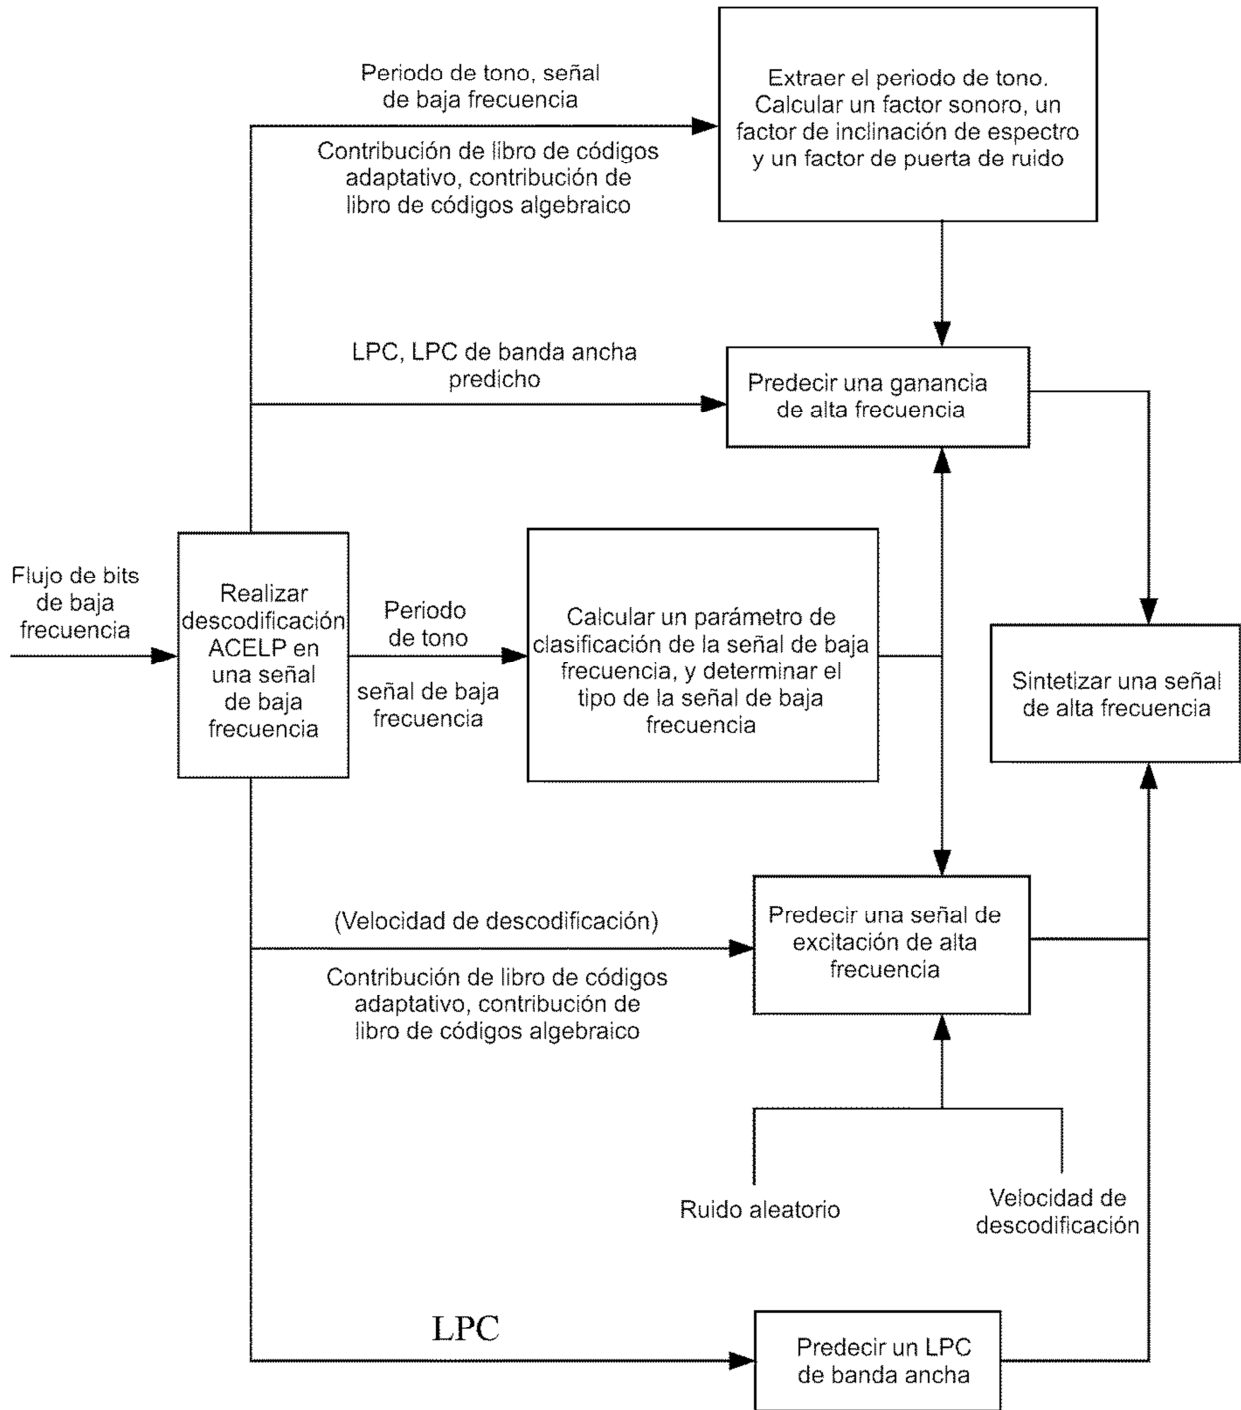 Periodo de tono, señal
de baja frecuencia
Contribución de libro de códigos
adaptativo, contribución de
libro de códigos algebraico
Extraer el periodo de tono.
Calcular un factor sonoro, un
factor de inclinación de espectro
y un factor de puerta de ruido
LPC, LPC de banda ancha
predicho
Predecir una ganancia
de alta frecuencia
Flujo de bits
de baja
frecuencia
Realizar
descodificación
ACELP en
una señal
de baja
frecuencia
Periodo
de tono
señal de baja
frecuencia
Calcular un parámetro de
clasificación de la señal de baja
frecuencia, y determinar el
tipo de la señal de baja
frecuencia
Sintetizar una señal
de alta frecuencia
(Velocidad de descodificación)
Contribución de libro de códigos
adaptativo, contribución de
libro de códigos algebraico
Predecir una señal de
excitación de alta
frecuencia
Ruido aleatorio
Velocidad de
descodificación
LPC
Predecir un LPC
de banda ancha